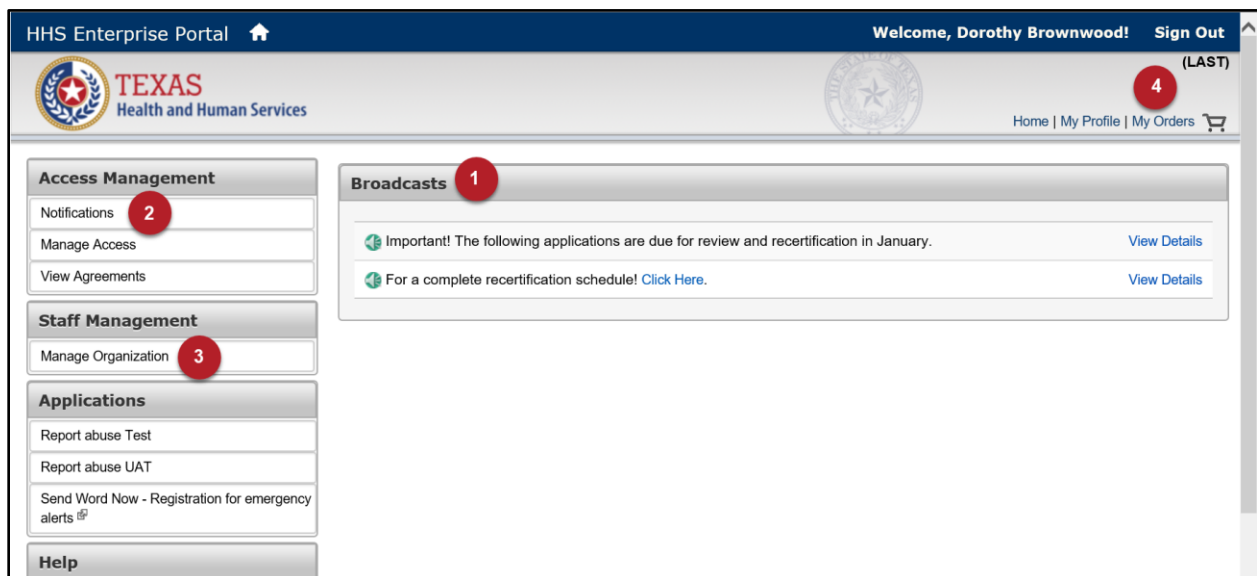 HHS Enterprise Portal
Welcome, Dorothy Brownwood! Sign Out
(LAST)
TEXAS
Health and Human Services
4
Home | My Profile | My Orders
Access Management
Notifications 2
Manage Access
View Agreements
Staff Management
Manage Organization 3
Applications
Report abuse Test
Report abuse UAT
Send Word Now - Registration for emergency
alerts
Help
Broadcasts 1
Important! The following applications are due for review and recertification in January. View Details
For a complete recertification schedule! Click Here. View Details